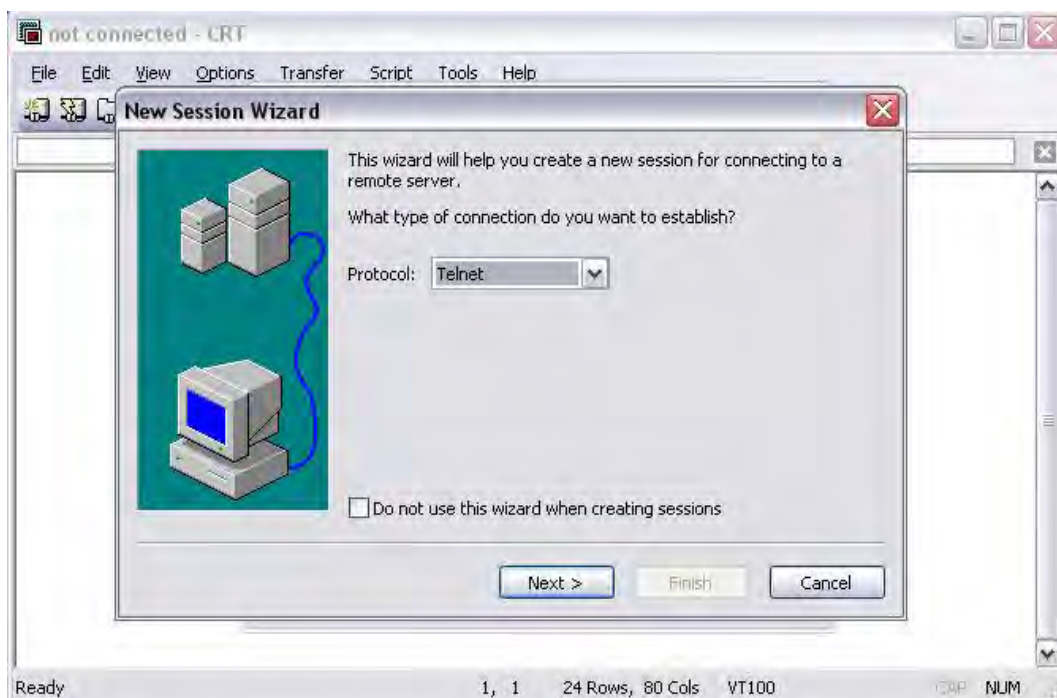 not connected - CRT
File Edit View Options Transfer Script Tools Help
New Session Wizard
This wizard will help you create a new session for connecting to a
remote server.
What type of connection do you want to establish?
Protocol: Telnet
Do not use this wizard when creating sessions
Next > Finish Cancel
Ready 1, 1 24 Rows, 80 Cols VT100 CAP NUM